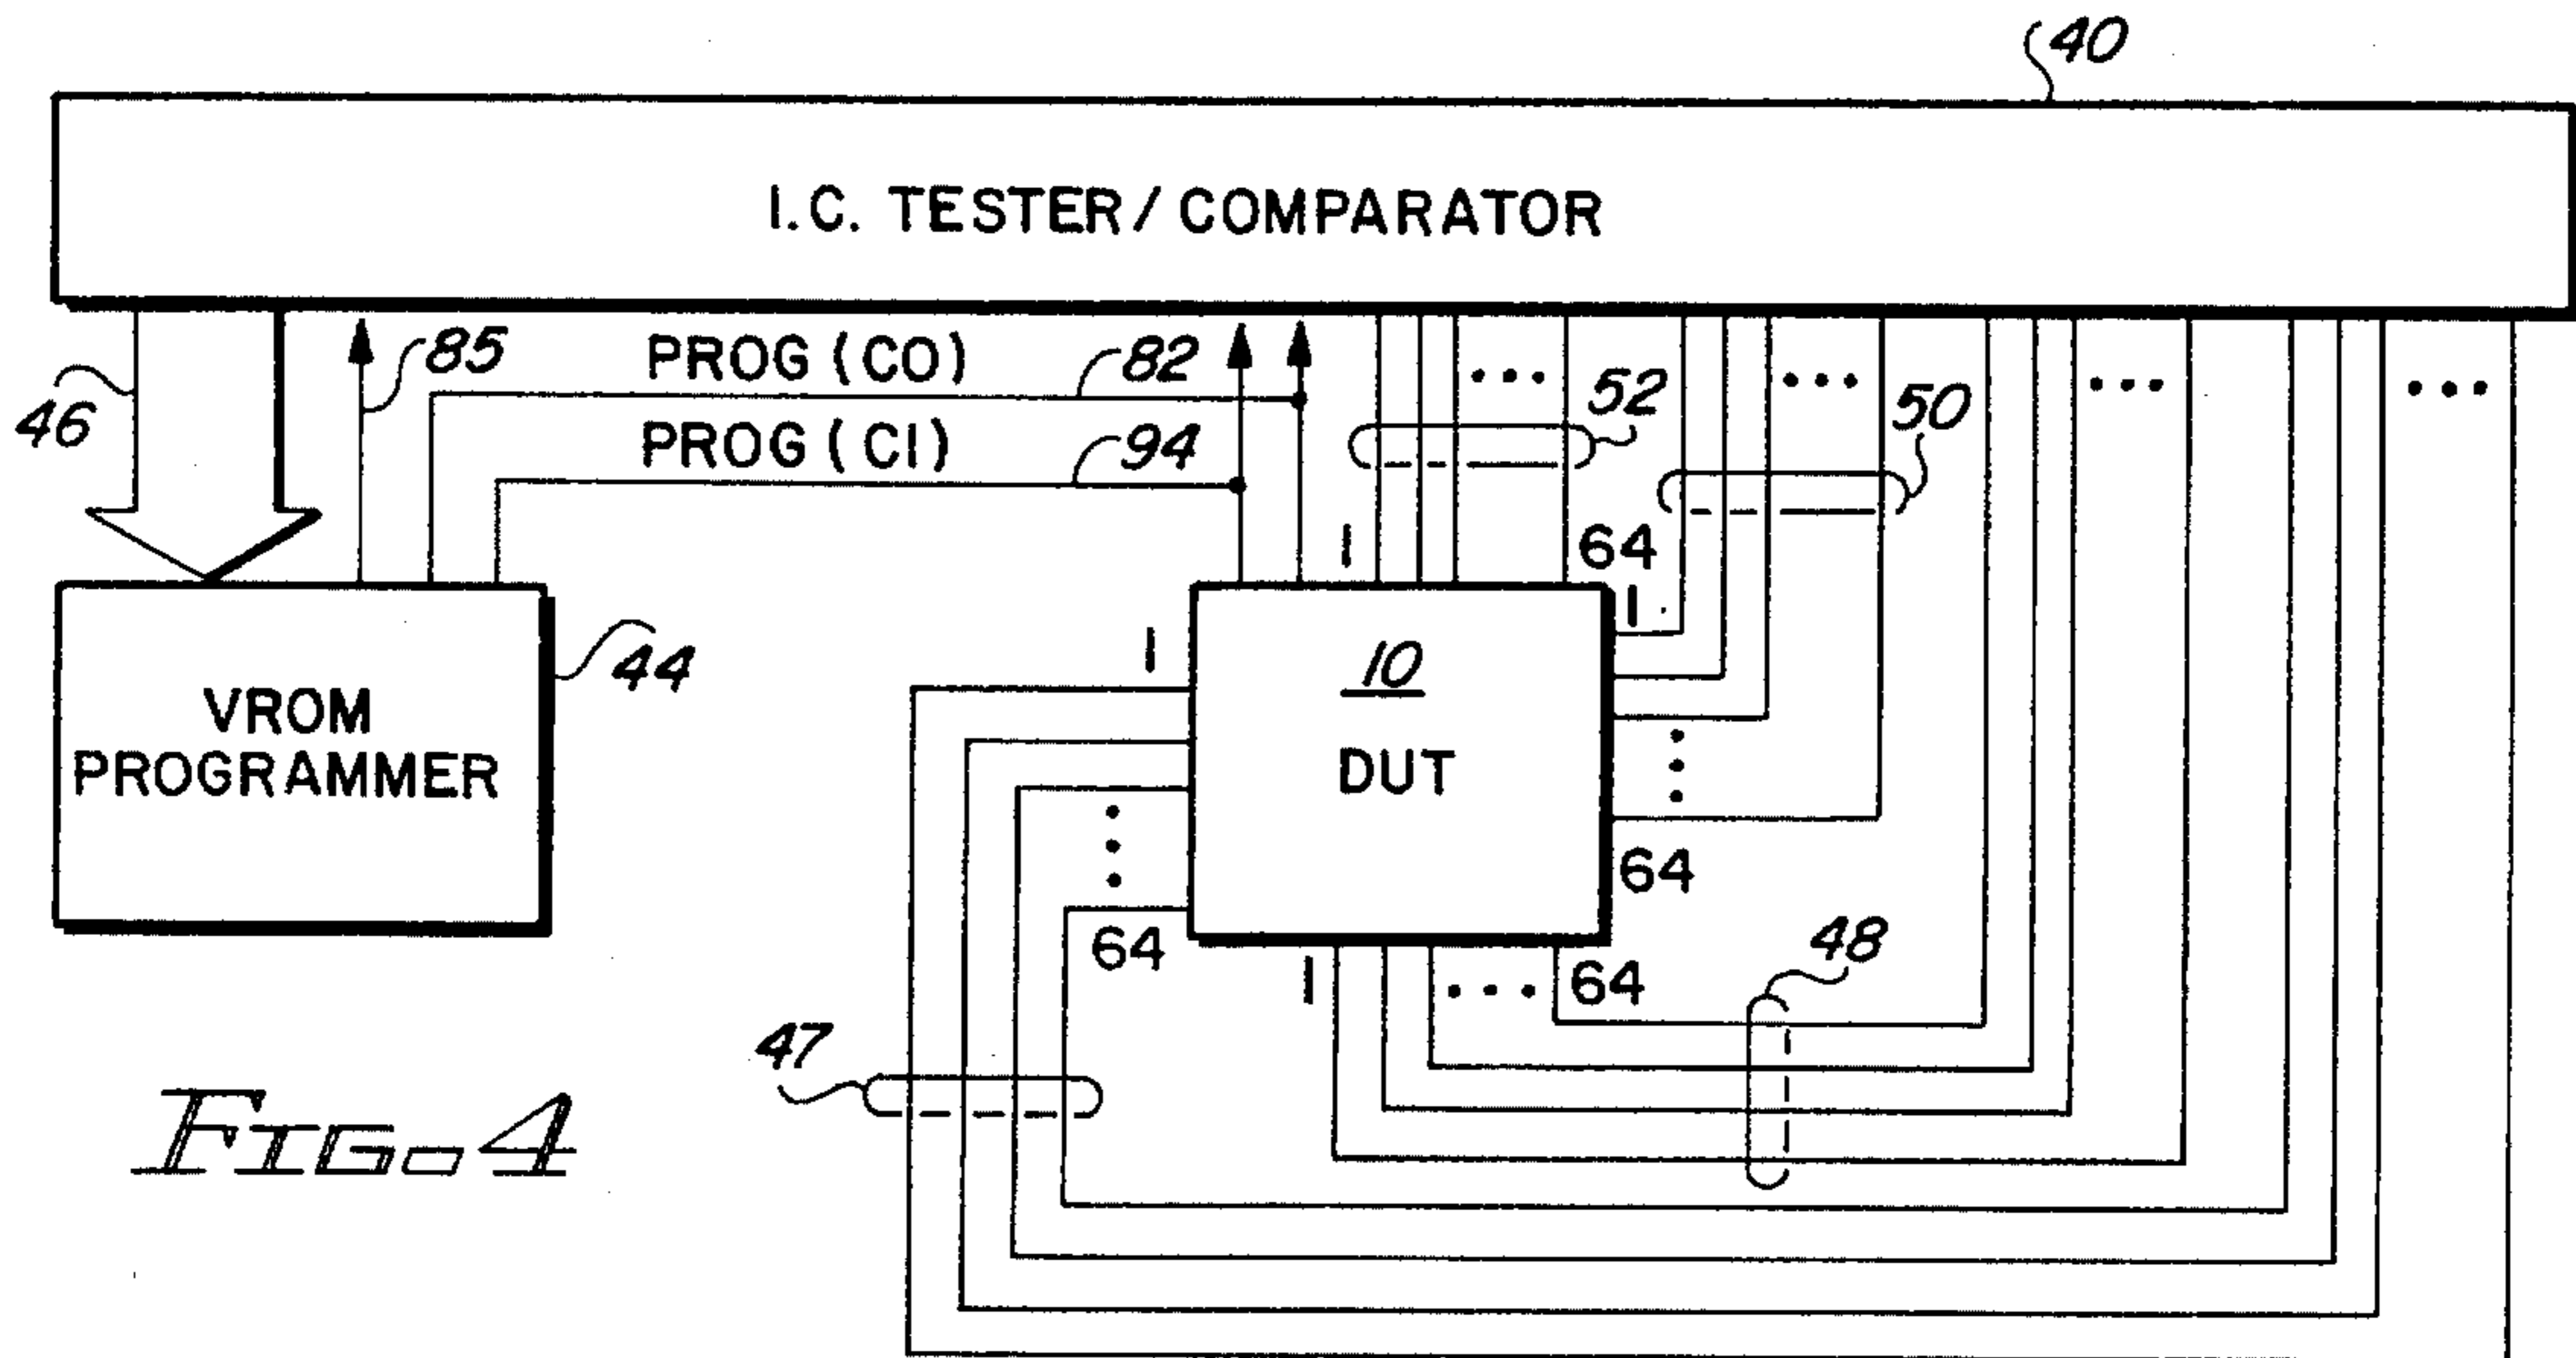 40
I.C. TESTER/COMPARATOR
46
85
PROG (CO)
82
PROG (CI)
94
52
50
1
64
1
1
44
VROM
PROGRAMMER
10
DUT
64
64
1
64
48
47
FIG. 4